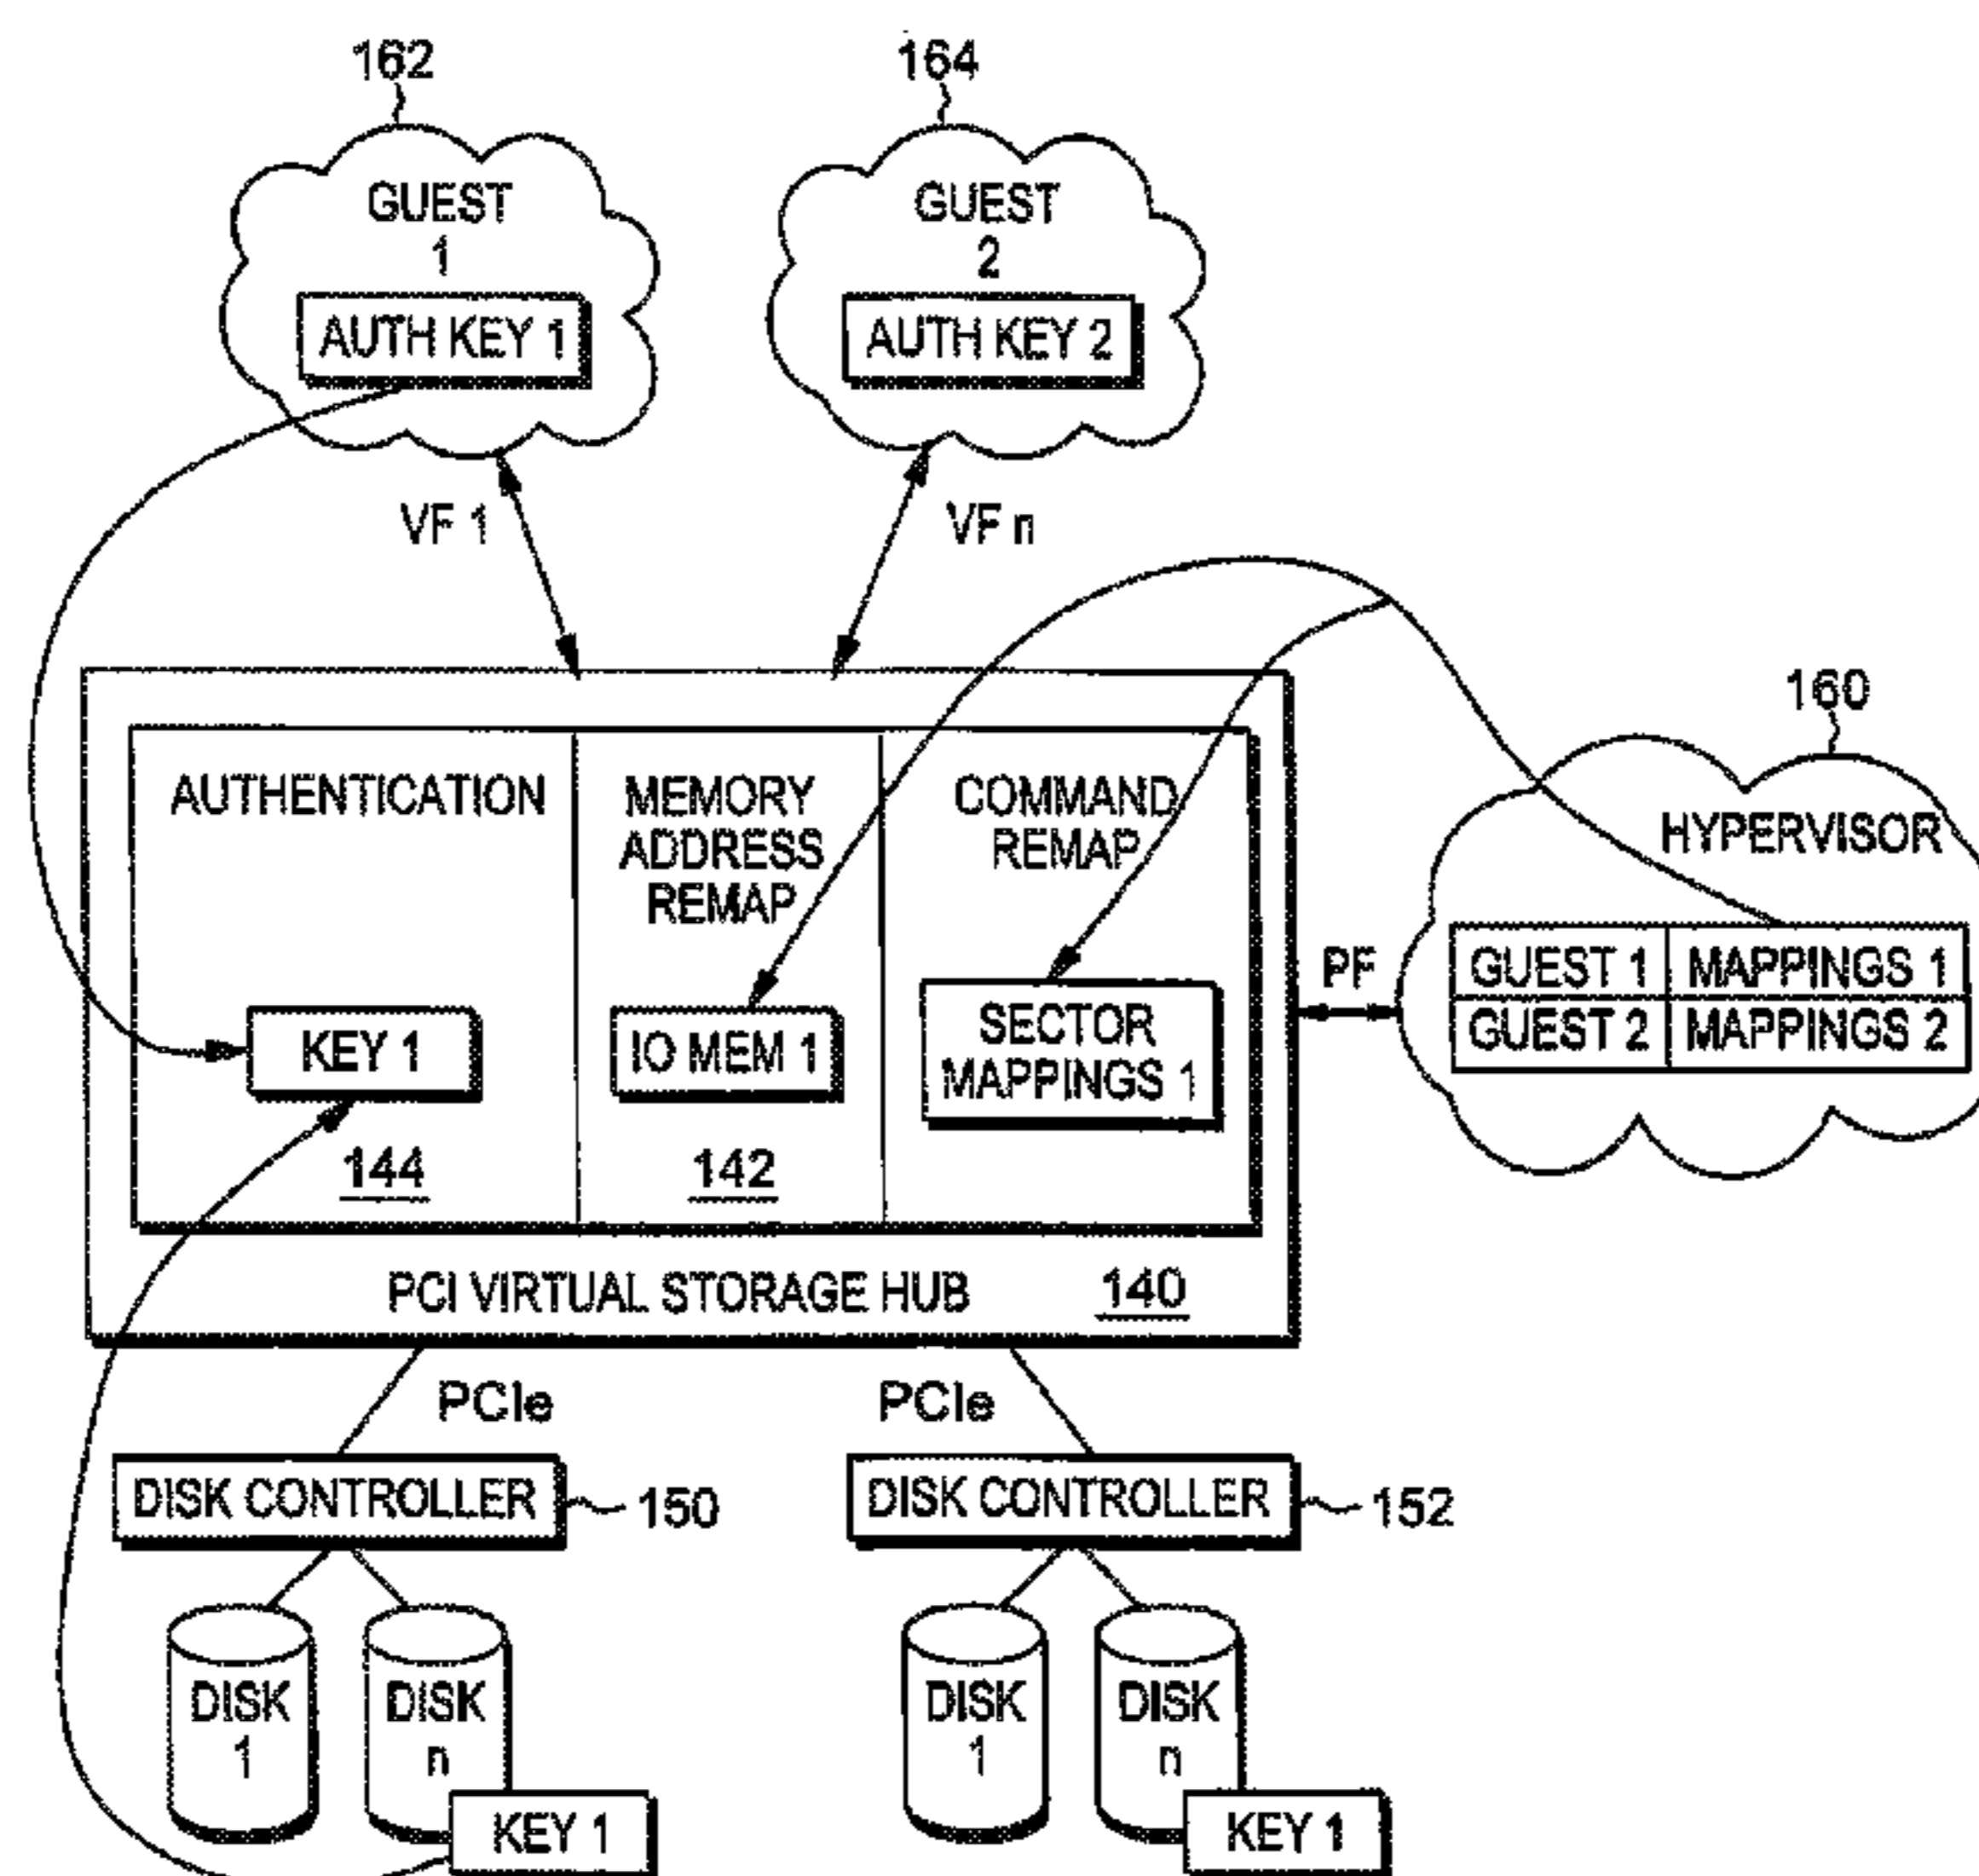 162
164
GUEST
1
AUTH KEY 1
GUEST
2
AUTH KEY 2
VF 1
VF n
160
AUTHENTICATION
MEMORY
ADDRESS
REMAP
COMMAND
REMAP
HYPERVISOR
PF
GUEST 1 MAPPINGS 1
GUEST 2 MAPPINGS 2
KEY 1
IO MEM 1
SECTOR
MAPPINGS 1
144
142
PCI VIRTUAL STORAGE HUB 140
PCIe
PCIe
DISK CONTROLLER
150
DISK CONTROLLER
152
DISK
1
DISK
n
KEY 1
DISK
1
DISK
n
KEY 1